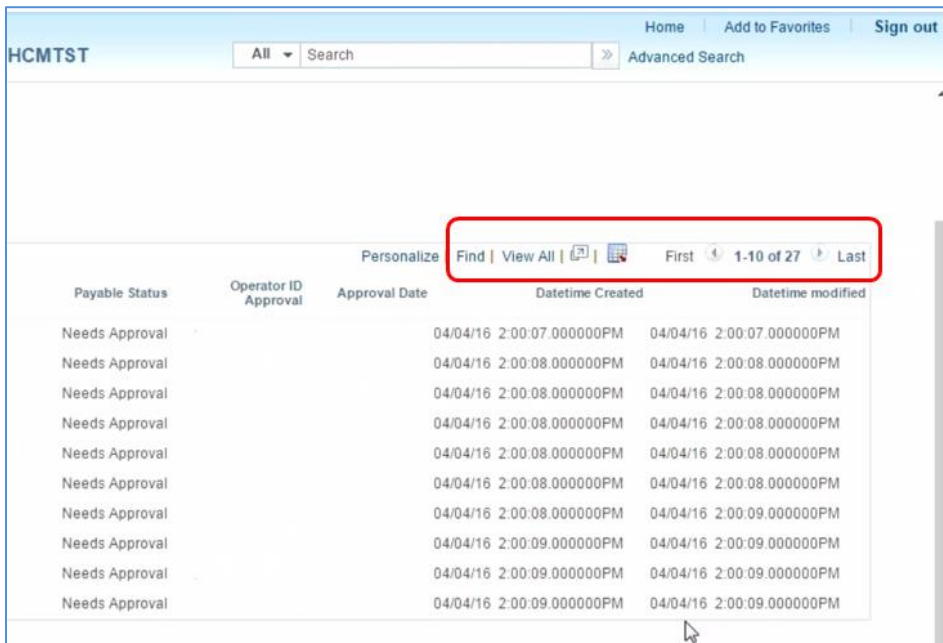 Home Add to Favorites Sign out
HCMTST All Search Advanced Search
Personalize Find | View All | | First 1-10 of 27 Last
Payable Status Operator ID Approval Approval Date Datetime Created Datetime modified
Needs Approval 04/04/16 2:00:07.000000PM 04/04/16 2:00:07.000000PM
Needs Approval 04/04/16 2:00:08.000000PM 04/04/16 2:00:08.000000PM
Needs Approval 04/04/16 2:00:08.000000PM 04/04/16 2:00:08.000000PM
Needs Approval 04/04/16 2:00:08.000000PM 04/04/16 2:00:08.000000PM
Needs Approval 04/04/16 2:00:08.000000PM 04/04/16 2:00:08.000000PM
Needs Approval 04/04/16 2:00:08.000000PM 04/04/16 2:00:08.000000PM
Needs Approval 04/04/16 2:00:08.000000PM 04/04/16 2:00:09.000000PM
Needs Approval 04/04/16 2:00:09.000000PM 04/04/16 2:00:09.000000PM
Needs Approval 04/04/16 2:00:09.000000PM 04/04/16 2:00:09.000000PM
Needs Approval 04/04/16 2:00:09.000000PM 04/04/16 2:00:09.000000PM